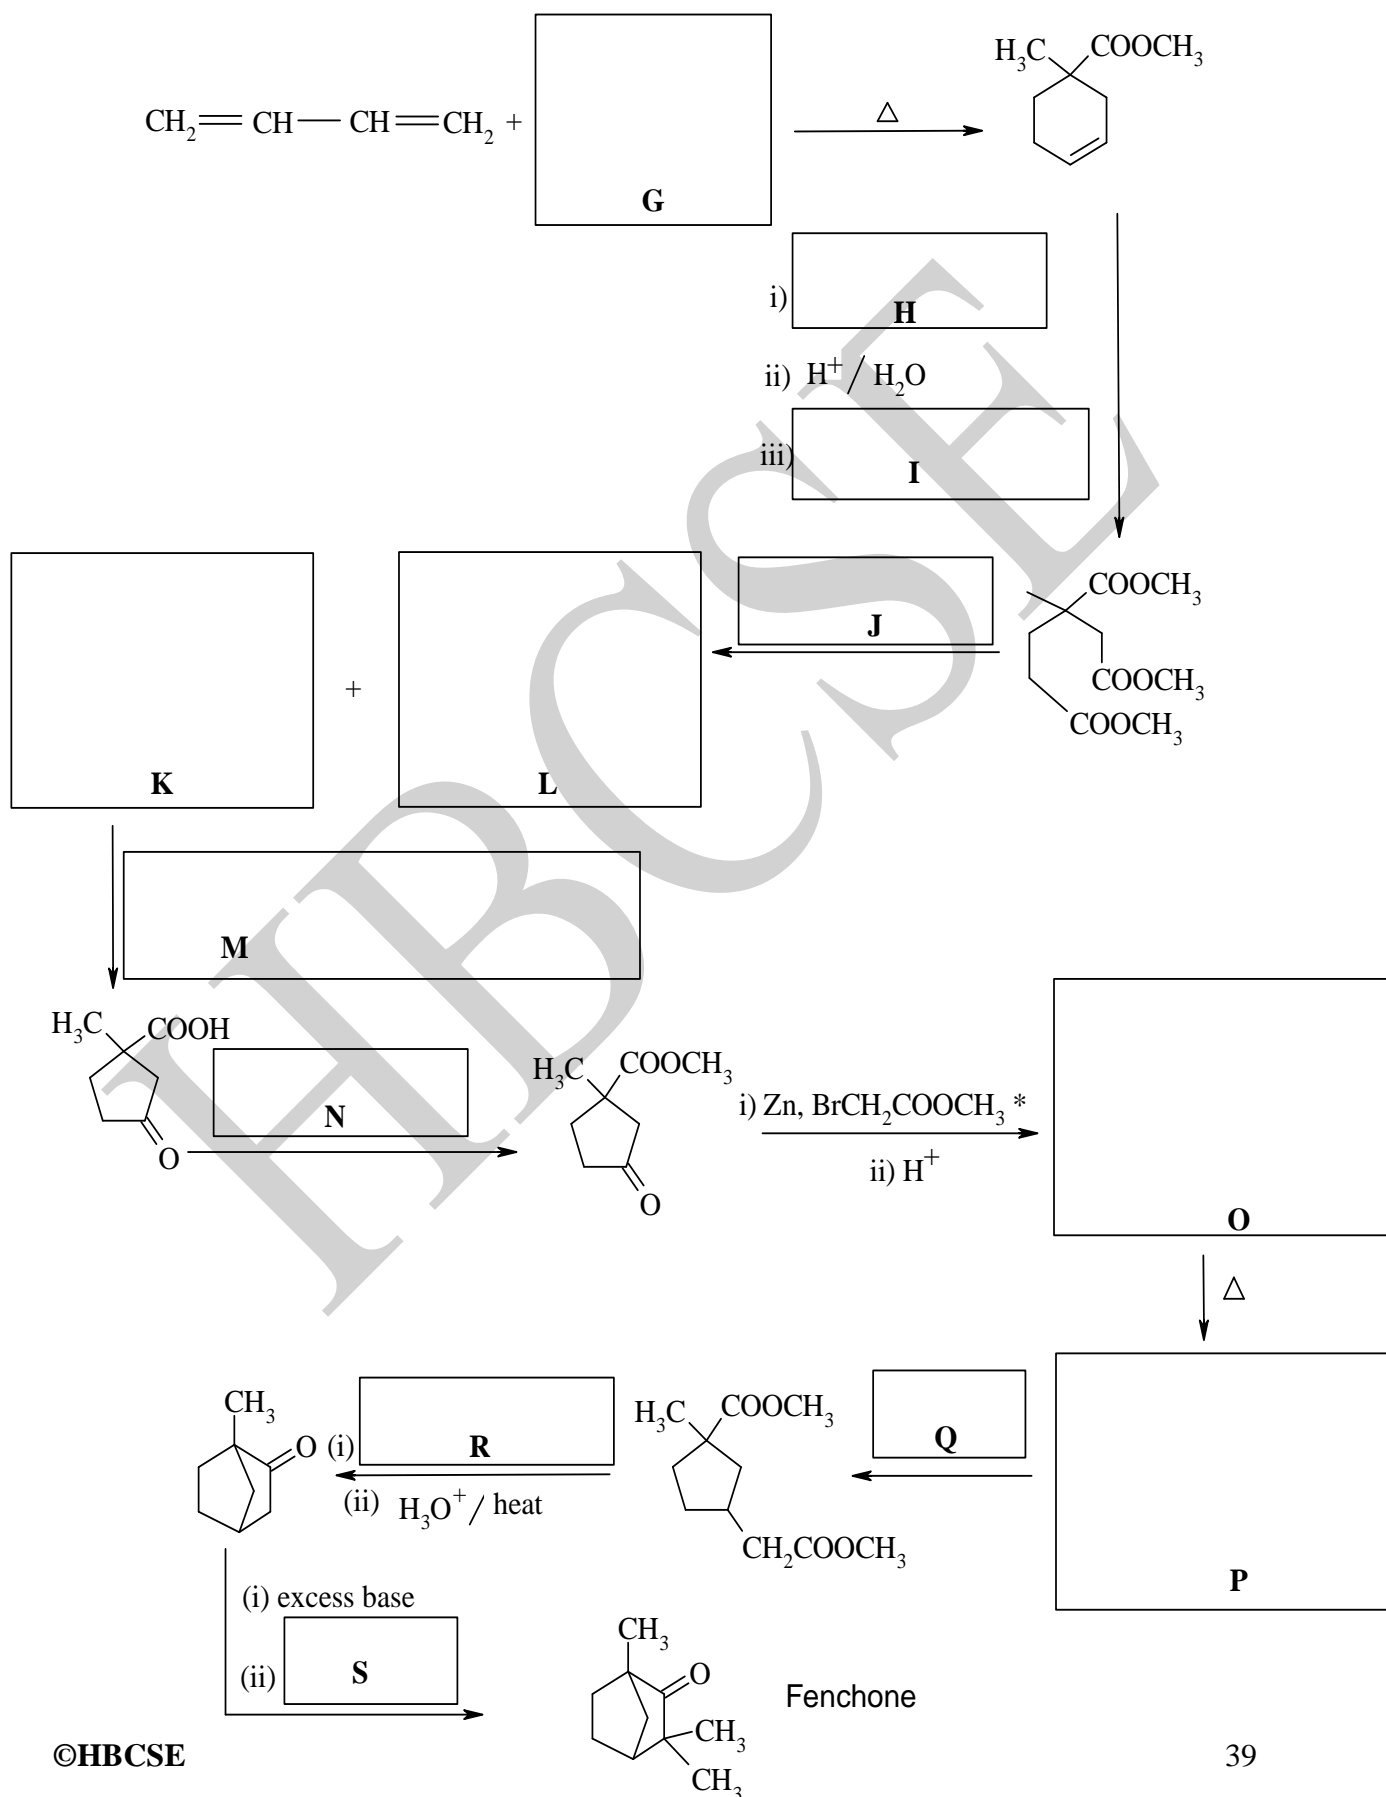 H3C COOCH3
CH2=CH—CH=CH2 + G △
i) H
ii) H+ / H2O
iii) I
COOCH3
COOCH3
COOCH3
J
K + L
M
H3C COOH
O
N
H3C COOCH3
O
i) Zn, BrCH2COOCH3 *
ii) H+
O
△
P
Q
H3C COOCH3
CH2COOCH3
(i) R
(ii) H3O+ / heat
CH3
O
(i) excess base
(ii) S
CH3
O
CH3
CH3
Fenchone
HBCSE
©HBCSE 39